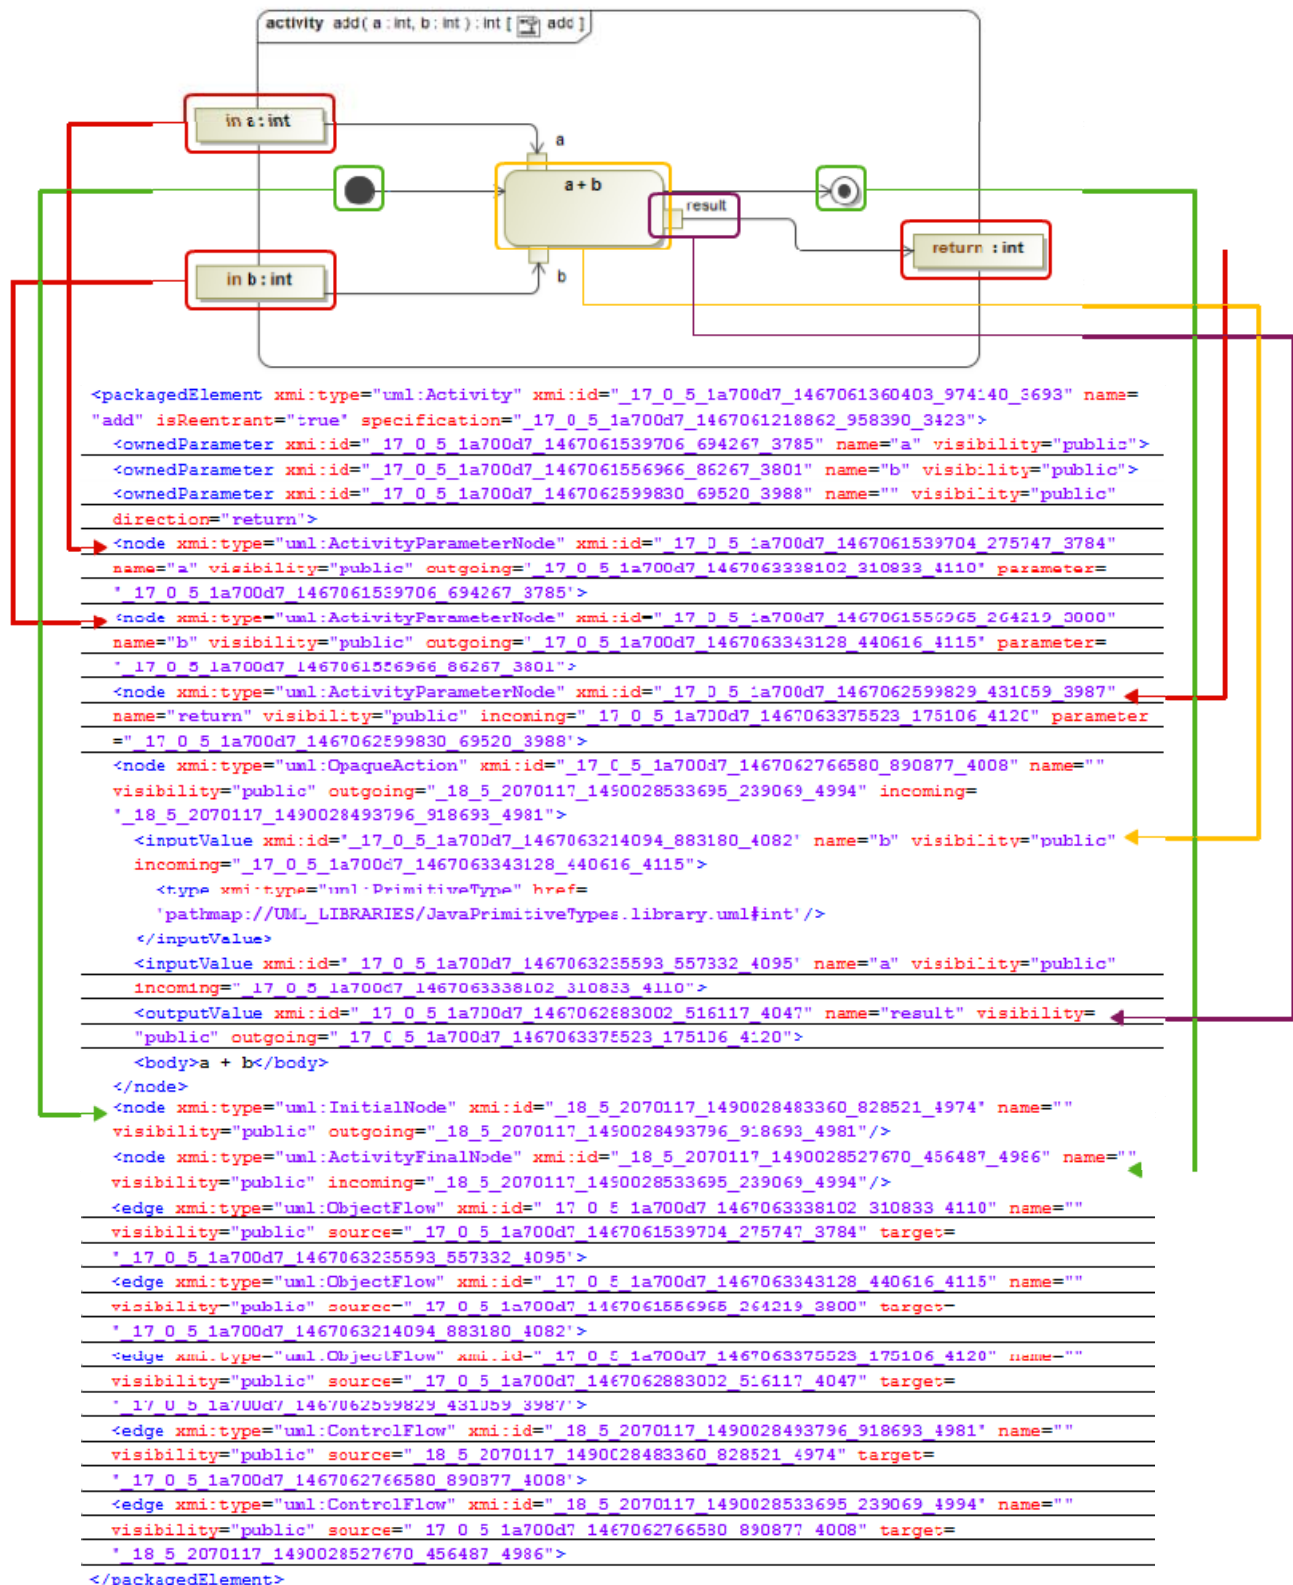 activity add( a : int, b : int ) : int [ add ]
in a : int
a
a + b
result
return : int
in b : int
b
<packagedElement xmi:type="uml:Activity" xmi:id="_17_0_5_1a700d7_1467061360403_974140_3693" name=
"add" isReentrant="true" specification="_17_0_5_1a700d7_1467061218862_958390_3423">
<ownedParameter xmi:id="_17_0_5_1a700d7_1467061539706_694267_3785" name="a" visibility="public">
<ownedParameter xmi:id="_17_0_5_1a700d7_1467061556966_86267_3801" name="b" visibility="public">
<ownedParameter xmi:id="_17_0_5_1a700d7_1467062599830_69520_3988" name="" visibility="public"
direction="return">
<node xmi:type="uml:ActivityParameterNode" xmi:id="_17_0_5_1a700d7_1467061539704_275747_3784"
name="a" visibility="public" outgoing="_17_0_5_1a700d7_1467063338102_310833_4110" parameter=
"_17_0_5_1a700d7_1467061539706_694267_3785">
<node xmi:type="uml:ActivityParameterNode" xmi:id="_17_0_5_1a700d7_1467061556965_264219_3800"
name="b" visibility="public" outgoing="_17_0_5_1a700d7_1467063343128_440616_4115" parameter=
"_17_0_5_1a700d7_1467061556966_86267_3801">
<node xmi:type="uml:ActivityParameterNode" xmi:id="_17_0_5_1a700d7_1467062599829_431059_3987"
name="return" visibility="public" incoming="_17_0_5_1a700d7_1467063375523_175106_4120" parameter
="_17_0_5_1a700d7_1467062599830_69520_3988">
<node xmi:type="uml:OpaqueAction" xmi:id="_17_0_5_1a700d7_1467062766580_890877_4008" name=""
visibility="public" outgoing="_18_5_2070117_1490028533695_239069_4994" incoming=
"_18_5_2070117_1490028493796_918693_4981">
<inputValue xmi:id="_17_0_5_1a700d7_1467063214094_883180_4082" name="b" visibility="public"
incoming="_17_0_5_1a700d7_1467063343128_440616_4115">
<type xmi:type="uml:PrimitiveType" href=
"pathmap://UML_LIBRARIES/JavaPrimitiveTypes.library.uml#int"/>
</inputValue>
<inputValue xmi:id="_17_0_5_1a700d7_1467063235593_557332_4095" name="a" visibility="public"
incoming="_17_0_5_1a700d7_1467063338102_310833_4110">
<outputValue xmi:id="_17_0_5_1a700d7_1467062883002_516117_4047" name="result" visibility=
"public" outgoing="_17_0_5_1a700d7_1467063375523_175106_4120">
<body>a + b</body>
</node>
<node xmi:type="uml:InitialNode" xmi:id="_18_5_2070117_1490028483360_828521_4974" name=""
visibility="public" outgoing="_18_5_2070117_1490028493796_918693_4981"/>
<node xmi:type="uml:ActivityFinalNode" xmi:id="_18_5_2070117_1490028527670_456487_4986" name=""
visibility="public" incoming="_18_5_2070117_1490028533695_239069_4994"/>
<edge xmi:type="uml:ObjectFlow" xmi:id="_17_0_5_1a700d7_1467063338102_310833_4110" name=""
visibility="public" source="_17_0_5_1a700d7_1467061539704_275747_3784" target=
"_17_0_5_1a700d7_1467063235593_557332_4095">
<edge xmi:type="uml:ObjectFlow" xmi:id="_17_0_5_1a700d7_1467063343128_440616_4115" name=""
visibility="public" source="_17_0_5_1a700d7_1467061556965_264219_3800" target=
"_17_0_5_1a700d7_1467063214094_883180_4082">
<edge xmi:type="uml:ObjectFlow" xmi:id="_17_0_5_1a700d7_1467063375523_175106_4120" name=""
visibility="public" source="_17_0_5_1a700d7_1467062883002_516117_4047" target=
"_17_0_5_1a700d7_1467062599829_431059_3987">
<edge xmi:type="uml:ControlFlow" xmi:id="_18_5_2070117_1490028493796_918693_4981" name=""
visibility="public" source="_18_5_2070117_1490028483360_828521_4974" target=
"_17_0_5_1a700d7_1467062766580_890877_4008">
<edge xmi:type="uml:ControlFlow" xmi:id="_18_5_2070117_1490028533695_239069_4994" name=""
visibility="public" source="_17_0_5_1a700d7_1467062766580_890877_4008" target=
"_18_5_2070117_1490028527670_456487_4986">
</packagedElement>